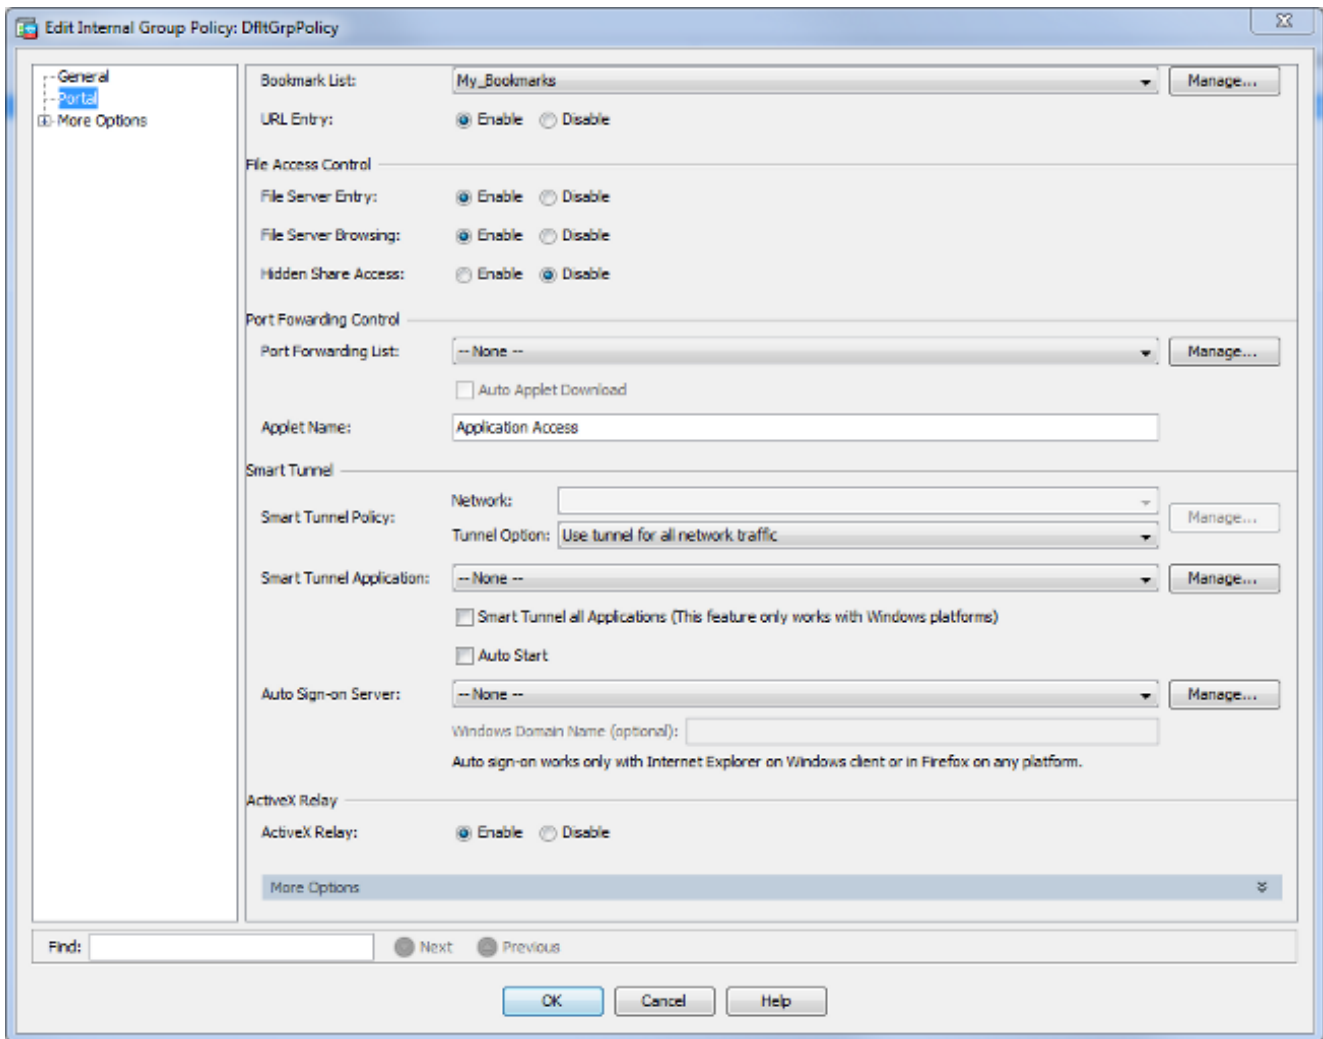 Edit Internal Group Policy: DfltGrpPolicy
General
Portal
More Options
Bookmark List: My_Bookmarks Manage...
URL Entry: Enable Disable
File Access Control
File Server Entry: Enable Disable
File Server Browsing: Enable Disable
Hidden Share Access: Enable Disable
Port Fowarding Control
Port Forwarding List: -- None -- Manage...
Auto Applet Download
Applet Name: Application Access
Smart Tunnel
Smart Tunnel Policy: Network: Manage...
Tunnel Option: Use tunnel for all network traffic
Smart Tunnel Application: -- None -- Manage...
Smart Tunnel all Applications (This feature only works with Windows platforms)
Auto Start
Auto Sign-on Server: -- None -- Manage...
Windows Domain Name (optional):
Auto sign-on works only with Internet Explorer on Windows client or in Firefox on any platform.
ActiveX Relay
ActiveX Relay: Enable Disable
More Options
Find: Next Previous
OK Cancel Help